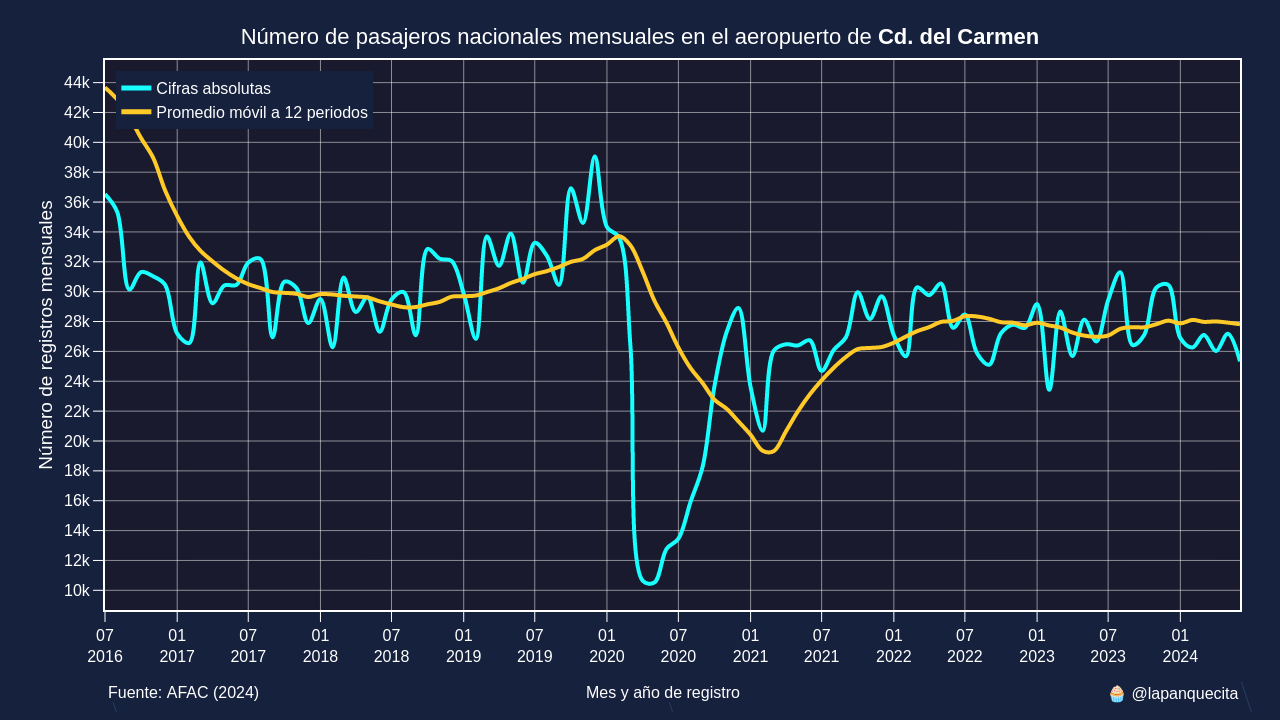 Número de pasajeros nacionales mensuales en el aeropuerto de Cd. del Carmen
Cifras absolutas
Promedio móvil a 12 periodos
Número de registros mensuales
44k
42k
40k
38k
36k
34k
32k
30k
28k
26k
24k
22k
20k
18k
16k
14k
12k
10k
07 01 07 01 07 01 07 01 07 01 07 01 07 01 07 01
2016 2017 2017 2018 2018 2019 2019 2020 2020 2021 2021 2022 2022 2023 2023 2024
Fuente: AFAC (2024)
Mes y año de registro
🧁 @lapanquecita